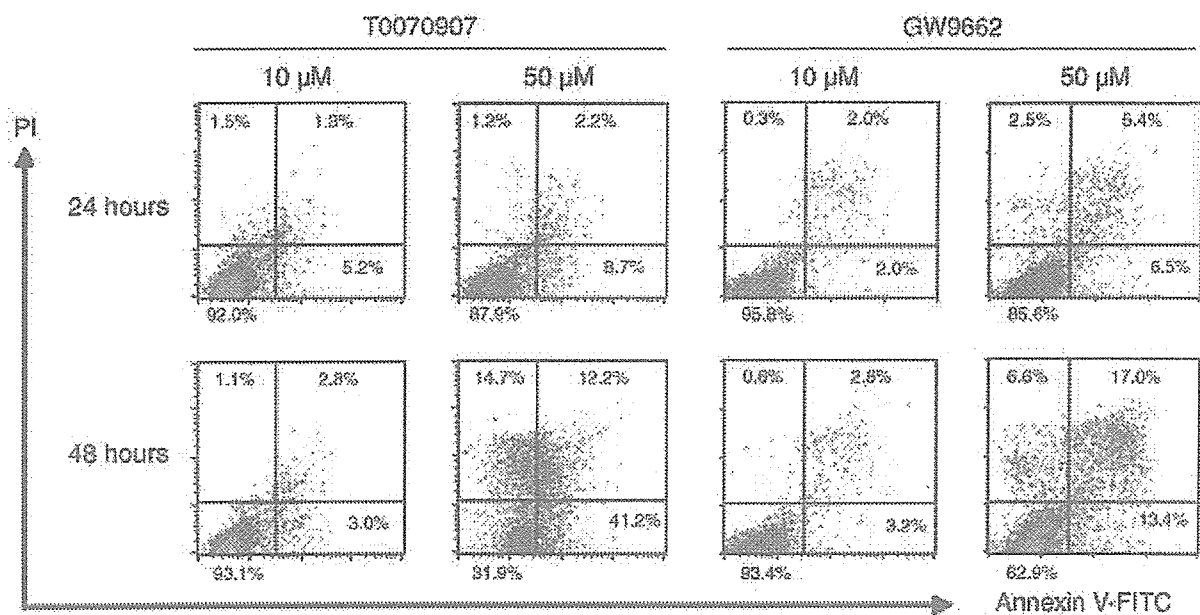 T0070907 GW9662
10 µM 50 µM 10 µM 50 µM
PI
24 hours
1.5% 1.3% 1.2% 2.2% 0.3% 2.0% 2.5% 5.4%
5.2% 8.7% 2.0% 6.5%
92.0% 87.9% 95.8% 85.6%
48 hours
1.1% 2.8% 14.7% 12.2% 0.6% 2.8% 6.6% 17.0%
3.0% 41.2% 3.2% 13.4%
93.1% 31.9% 93.4% 62.9%
Annexin V-FITC